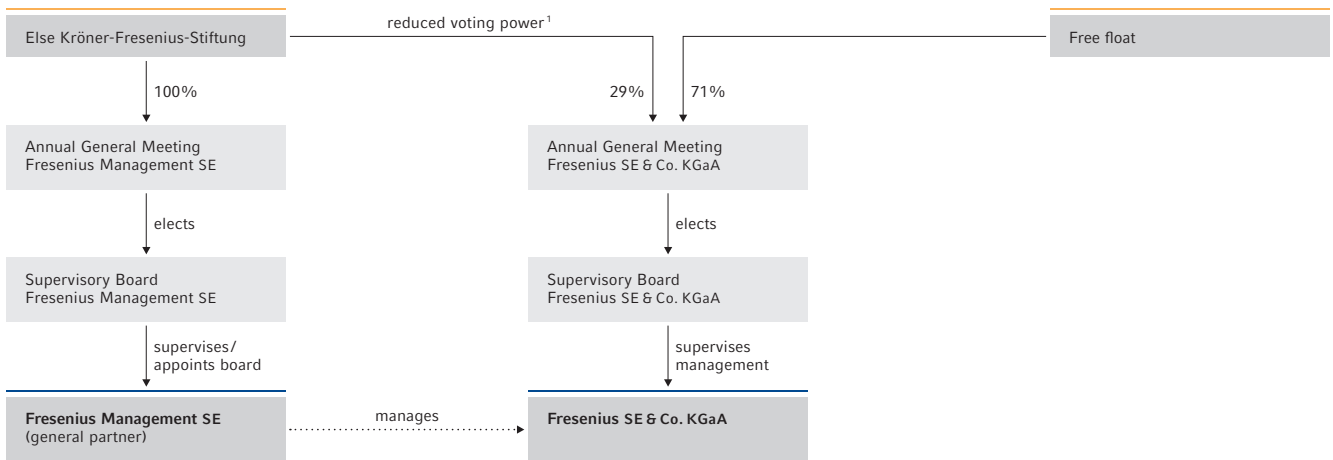 reduced voting power¹
Else Kröner-Fresenius-Stiftung
Free float
100%
29%
71%
Annual General Meeting
Fresenius Management SE
Annual General Meeting
Fresenius SE & Co. KGaA
elects
elects
Supervisory Board
Fresenius Management SE
Supervisory Board
Fresenius SE & Co. KGaA
supervises/
appoints board
supervises
management
Fresenius Management SE
(general partner)
manages
Fresenius SE & Co. KGaA